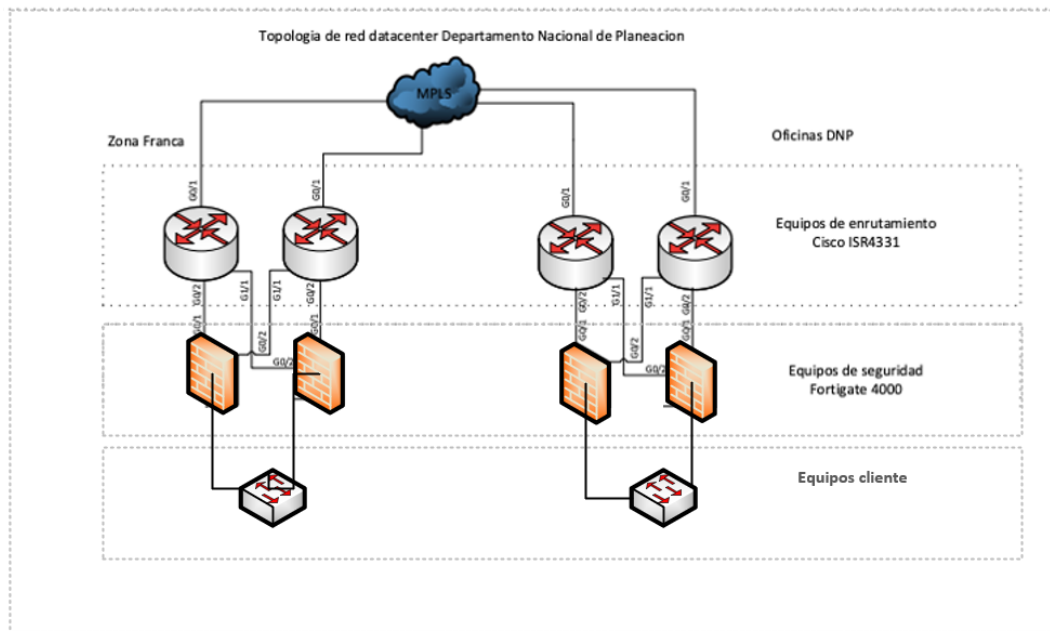 Topologia de red datacenter Departamento Nacional de Planeacion
MPLS
Zona Franca
Oficinas DNP
G0/1
G0/1
G0/1
G0/1
Equipos de enrutamiento
Cisco ISR4331
G0/2
G1/1
G1/1
G0/2
G0/2
G1/1
G1/1
G0/2
G0/1
G0/2
G0/2
G0/1
G0/1
G0/2
G0/2
G0/1
Equipos de seguridad
Fortigate 4000
Equipos cliente